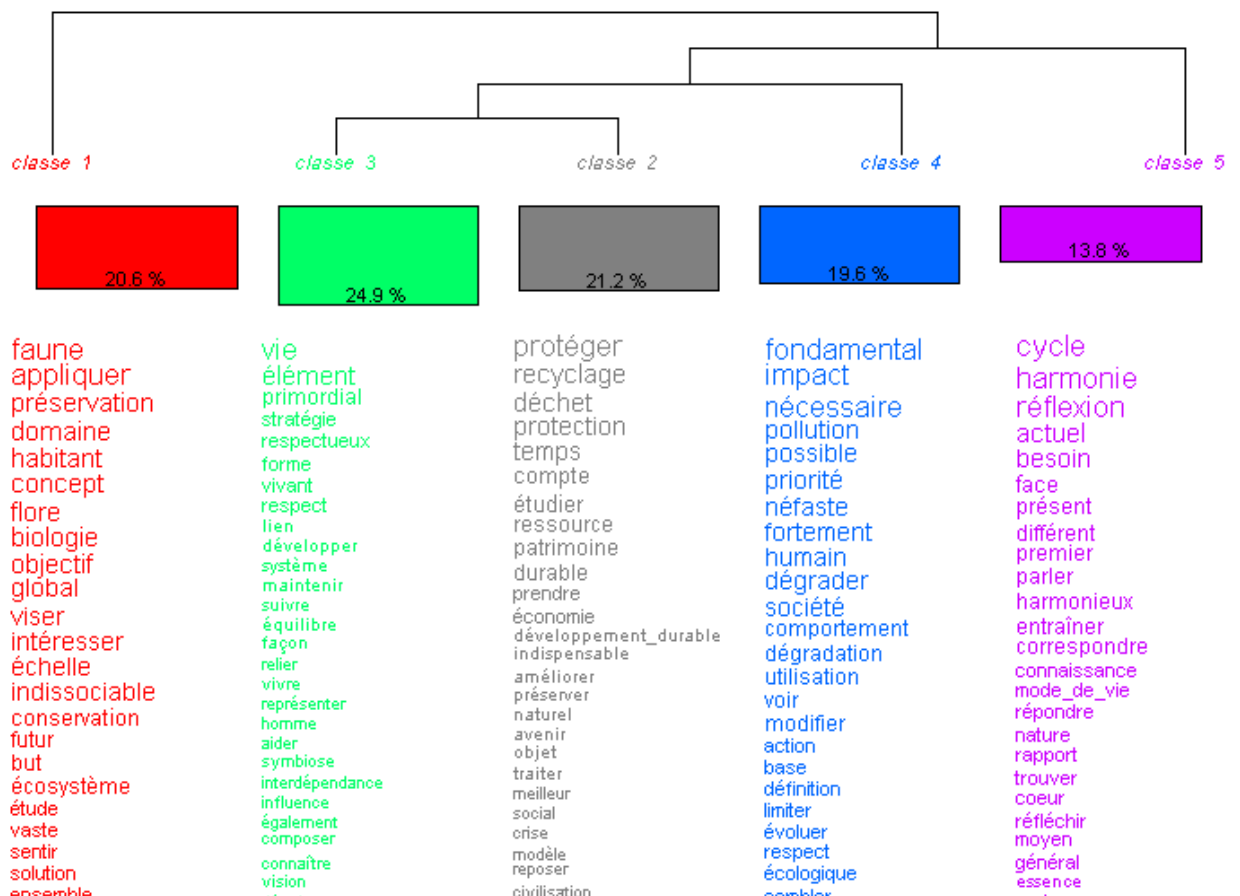 classe 1
classe 3
classe 2
classe 4
classe 5
20.6 %
24.9 %
21.2 %
19.6 %
13.8 %
faune
appliquer
préservation
domaine
habitant
concept
flore
biologie
objectif
global
viser
intéresser
échelle
indissociable
conservation
futur
but
écosystème
étude
vaste
sentir
solution
ensemble
vie
élément
primordial
stratégie
respectueux
forme
vivant
respect
lien
développer
système
maintenir
suivre
équilibre
façon
relier
vivre
représenter
homme
aider
symbiose
interdépendance
influence
également
composer
connaître
vision
protéger
recyclage
déchet
protection
temps
compte
étudier
ressource
patrimoine
durable
prendre
économie
développement_durable
indispensable
améliorer
préserver
naturel
avenir
objet
traiter
meilleur
social
crise
modèle
reposer
civilisation
fondamental
impact
nécessaire
pollution
possible
priorité
néfaste
fortement
humain
dégrader
société
comportement
dégradation
utilisation
voir
modifier
action
base
définition
limiter
évoluer
respect
écologique
sembler
cycle
harmonie
réflexion
actuel
besoin
face
présent
différent
premier
parler
harmonieux
entraîner
correspondre
connaissance
mode_de_vie
répondre
nature
rapport
trouver
coeur
réfléchir
moyen
général
essence